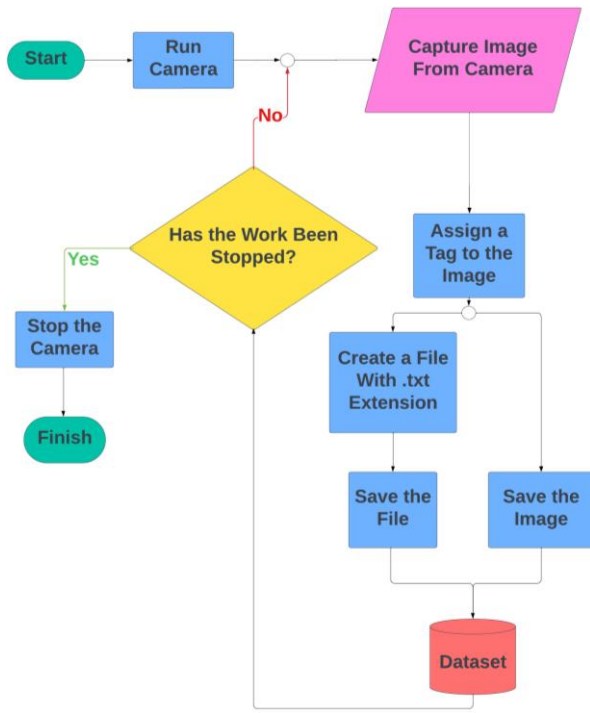 Start
Run
Camera
Capture Image
From Camera
No
Has the Work Been
Stopped?
Assign a
Tag to the
Image
Yes
Stop the
Camera
Create a File
With .txt
Extension
Finish
Save the
File
Save the
Image
Dataset